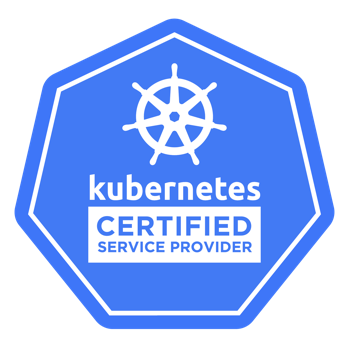 kubernetes
CERTIFIED
SERVICE PROVIDER